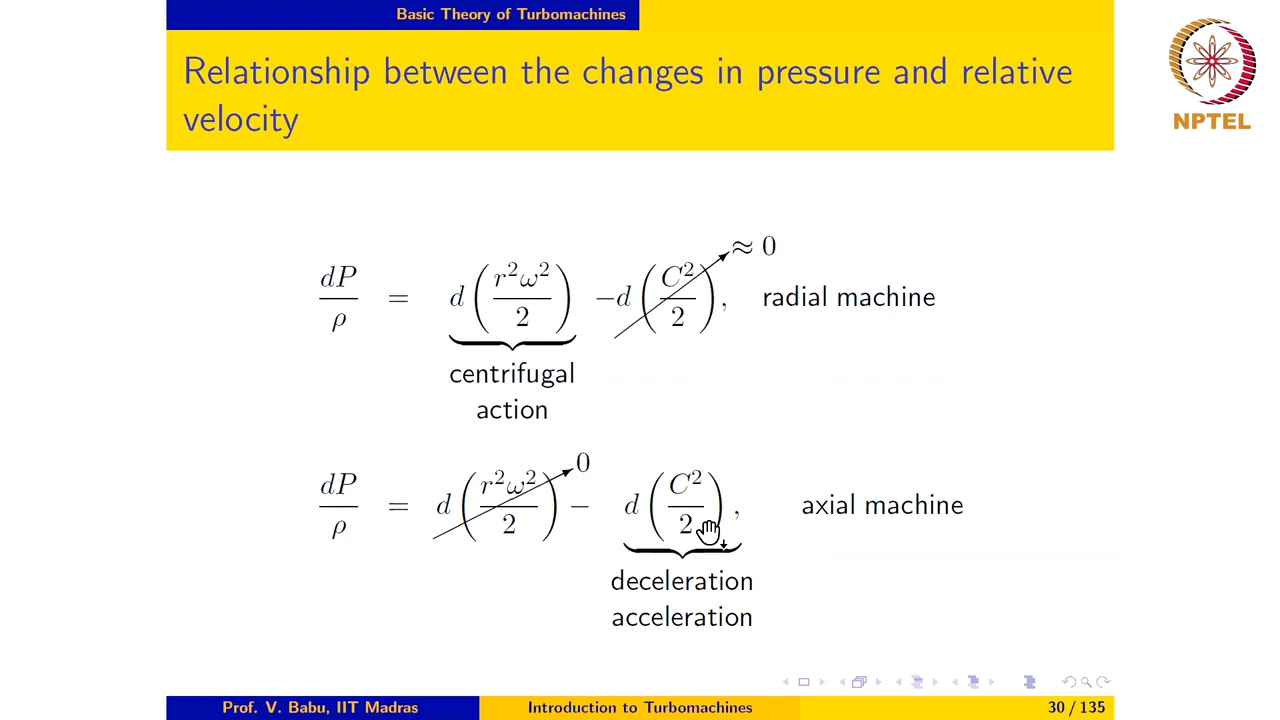 Basic Theory of Turbomachines
Relationship between the changes in pressure and relative
velocity
NPTEL
dP/ρ = d(r²ω²/2) −d(C²/2), ≈ 0 radial machine
centrifugal
action
dP/ρ = d(r²ω²/2) 0 − d(C²/2), axial machine
deceleration
acceleration
Prof. V. Babu, IIT Madras
Introduction to Turbomachines
30 / 135